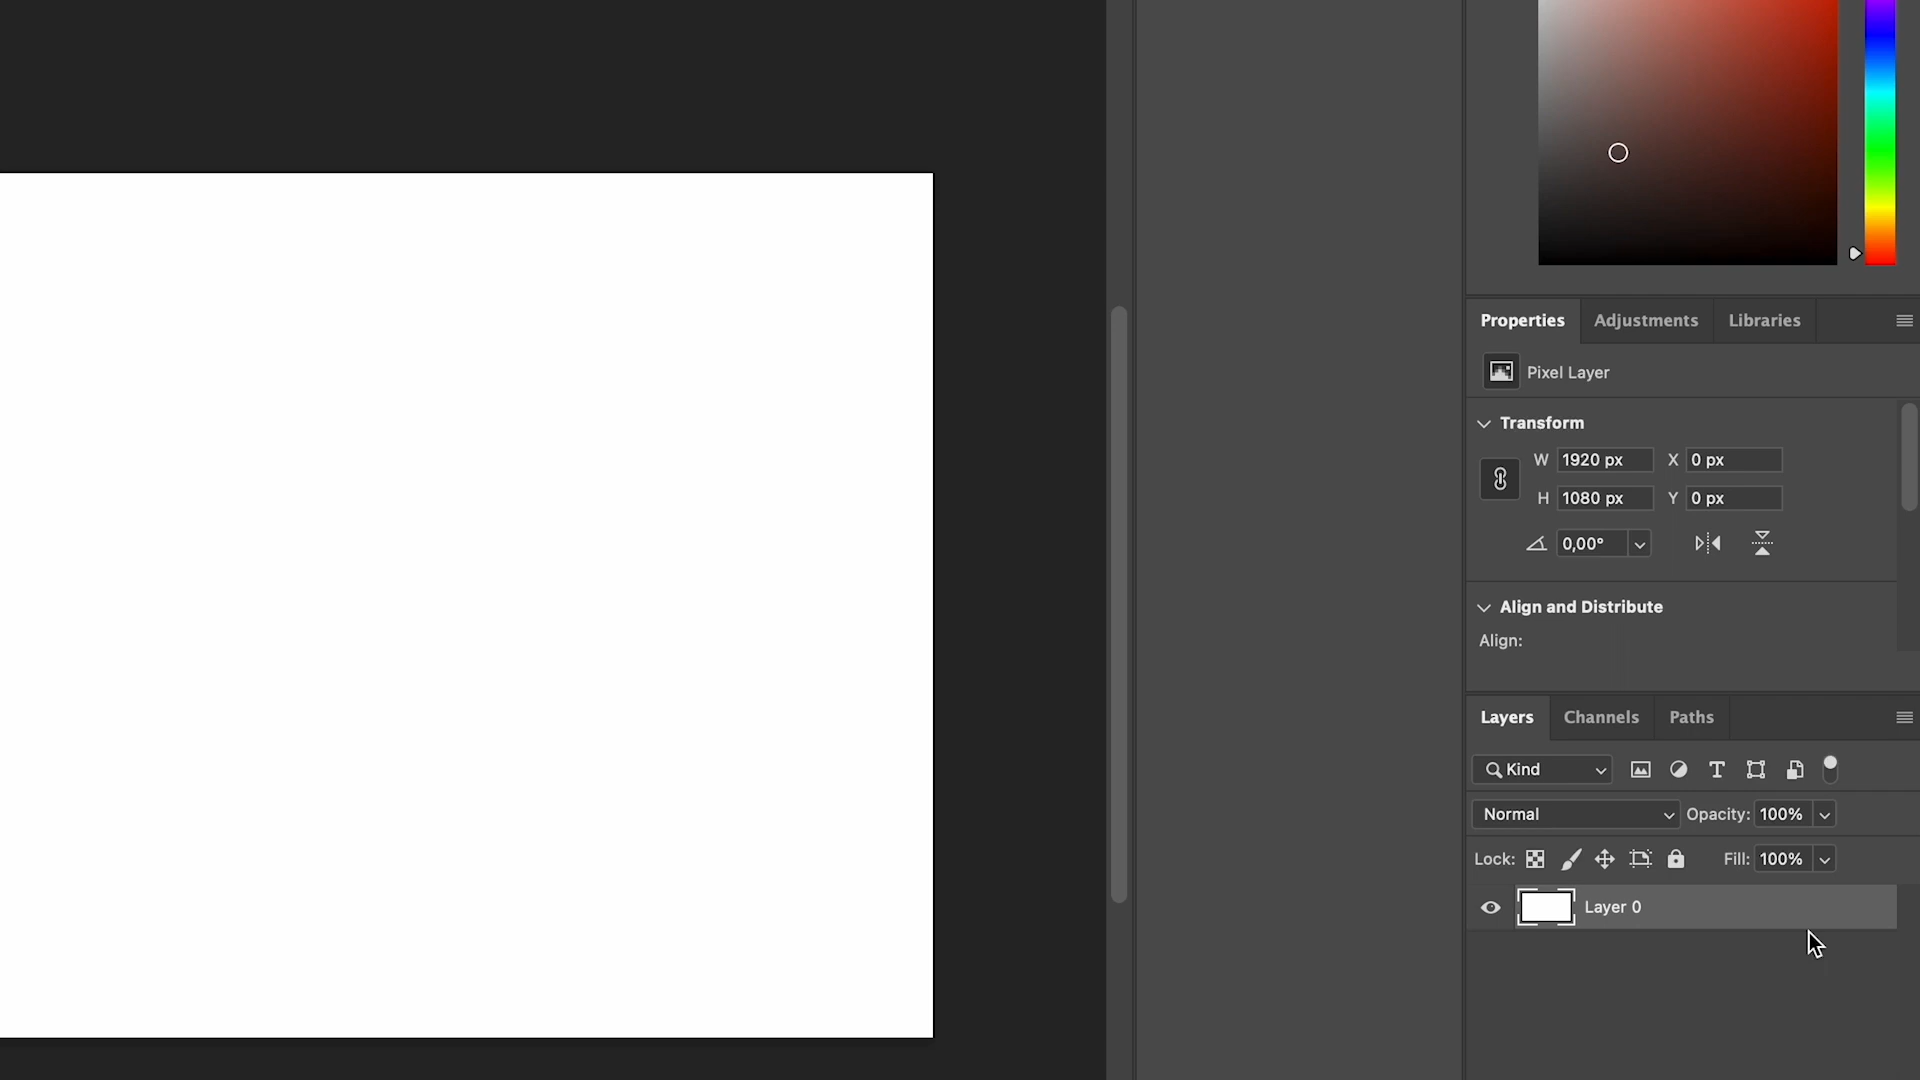 Properties Adjustments Libraries
Pixel Layer
Transform
W 1920 px X 0 px
H 1080 px Y 0 px
0,00°
Align and Distribute
Align:
Layers Channels Paths
Kind
Normal Opacity: 100%
Lock: Fill: 100%
Layer 0